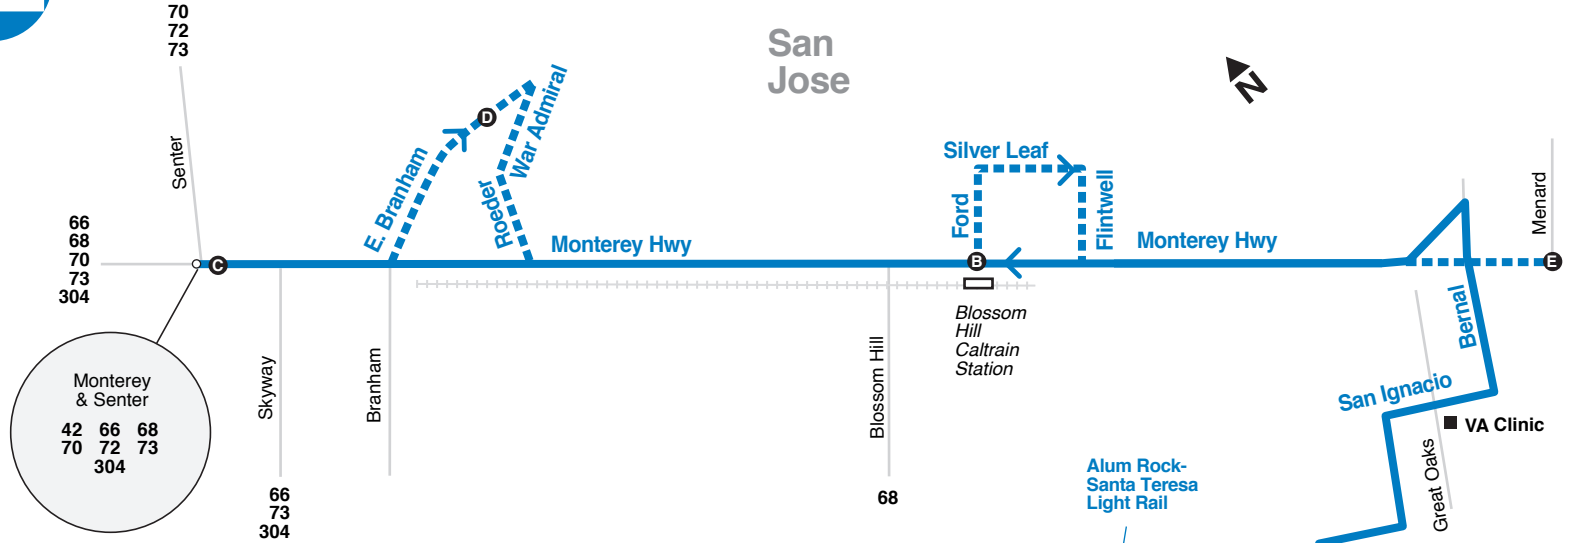 70
72
73
San
Jose
N
Senter
E. Branham
D
War Admiral
Roeder
Silver Leaf
Ford
Flintwell
Menard
66
68
70
73
304
C
Monterey Hwy
B
Monterey Hwy
E
Blossom
Hill
Caltrain
Station
Bernal
Monterey
& Senter
42 66 68
70 72 73
304
Skyway
Branham
Blossom Hill
San Ignacio
VA Clinic
Great Oaks
66
73
304
68
Alum Rock-
Santa Teresa
Light Rail